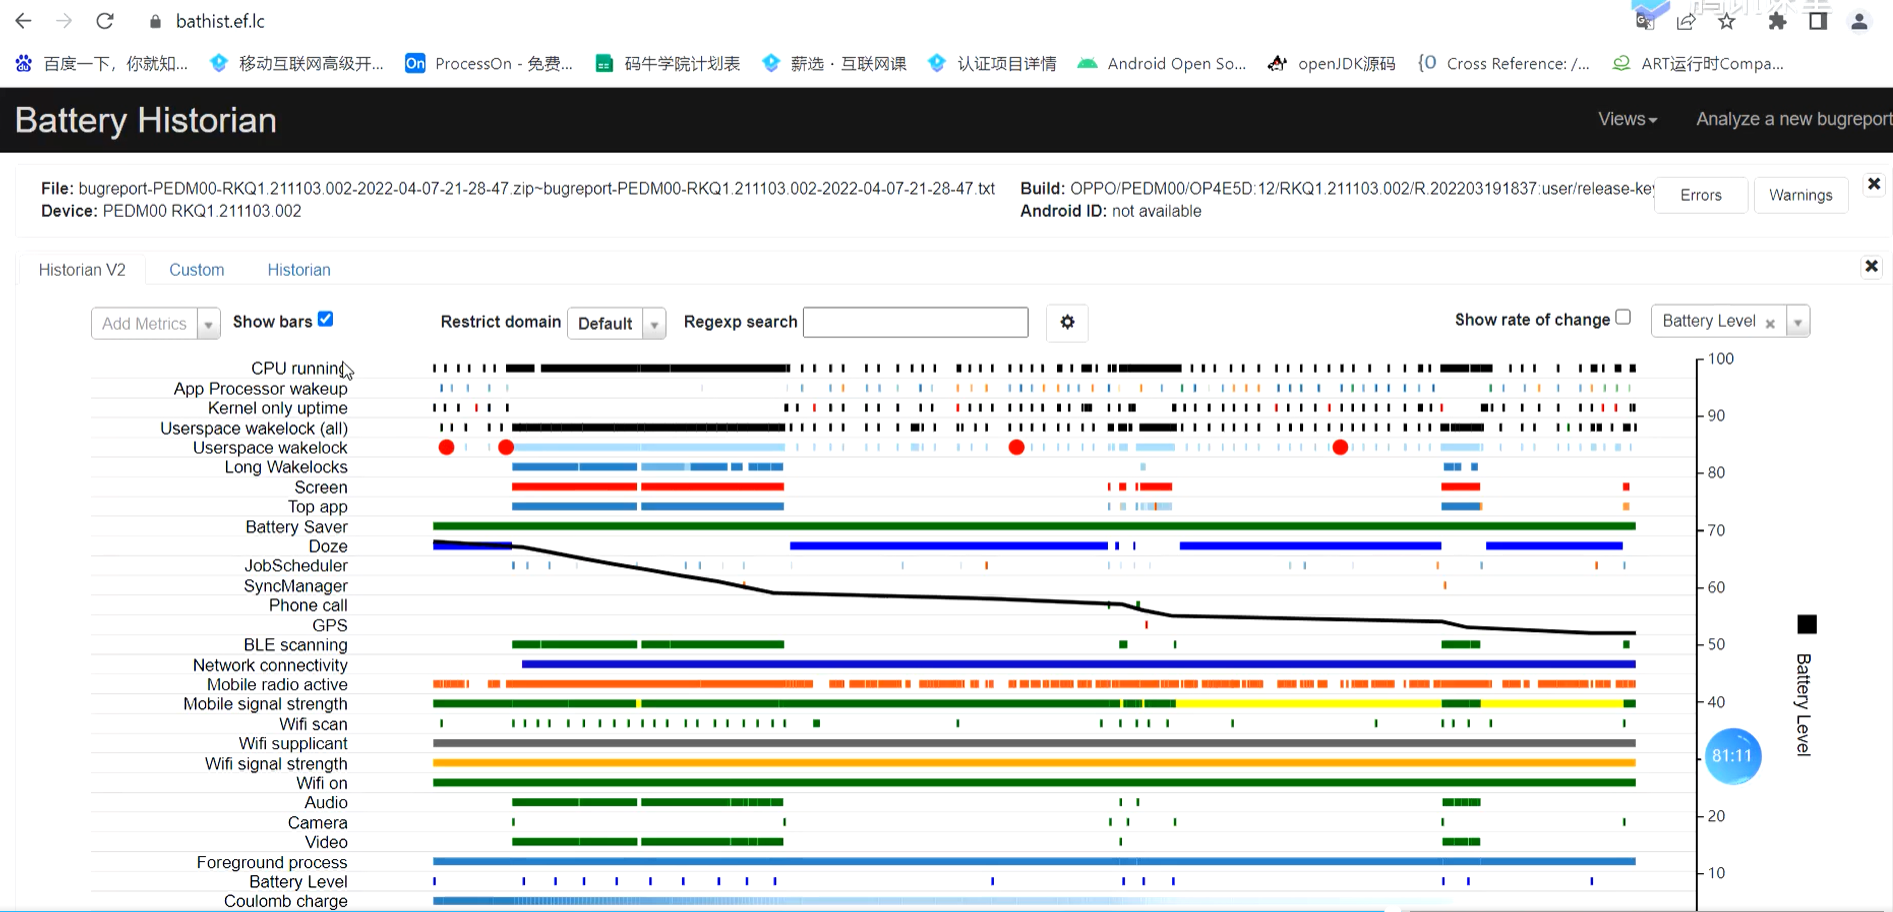 bathist.ef.lc
百度一下，你就知... 移动互联网高级开... On ProcessOn - 免费... 码牛学院计划表 薪选 · 互联网课 认证项目详情 Android Open So... openJDK源码 {O Cross Reference: /... ART运行时Compa...
Battery Historian Views Analyze a new bugreport
File: bugreport-PEDM00-RKQ1.211103.002-2022-04-07-21-28-47.zip~bugreport-PEDM00-RKQ1.211103.002-2022-04-07-21-28-47.txt Build: OPPO/PEDM00/OP4E5D:12/RKQ1.211103.002/R.202203191837:user/release-key Errors Warnings
Device: PEDM00 RKQ1.211103.002 Android ID: not available
Historian V2 Custom Historian
Add Metrics Show bars Restrict domain Default Regexp search Show rate of change Battery Level x
CPU running 100
App Processor wakeup
Kernel only uptime 90
Userspace wakelock (all)
Userspace wakelock
Long Wakelocks 80
Screen
Top app
Battery Saver 70
Doze
JobScheduler
SyncManager 60
Phone call
GPS
BLE scanning 50
Network connectivity
Mobile radio active
Mobile signal strength 40
Wifi scan
Wifi supplicant
Wifi signal strength 81:11
Wifi on
Audio
Camera 20
Video
Foreground process
Battery Level 10
Coulomb charge
Battery Level